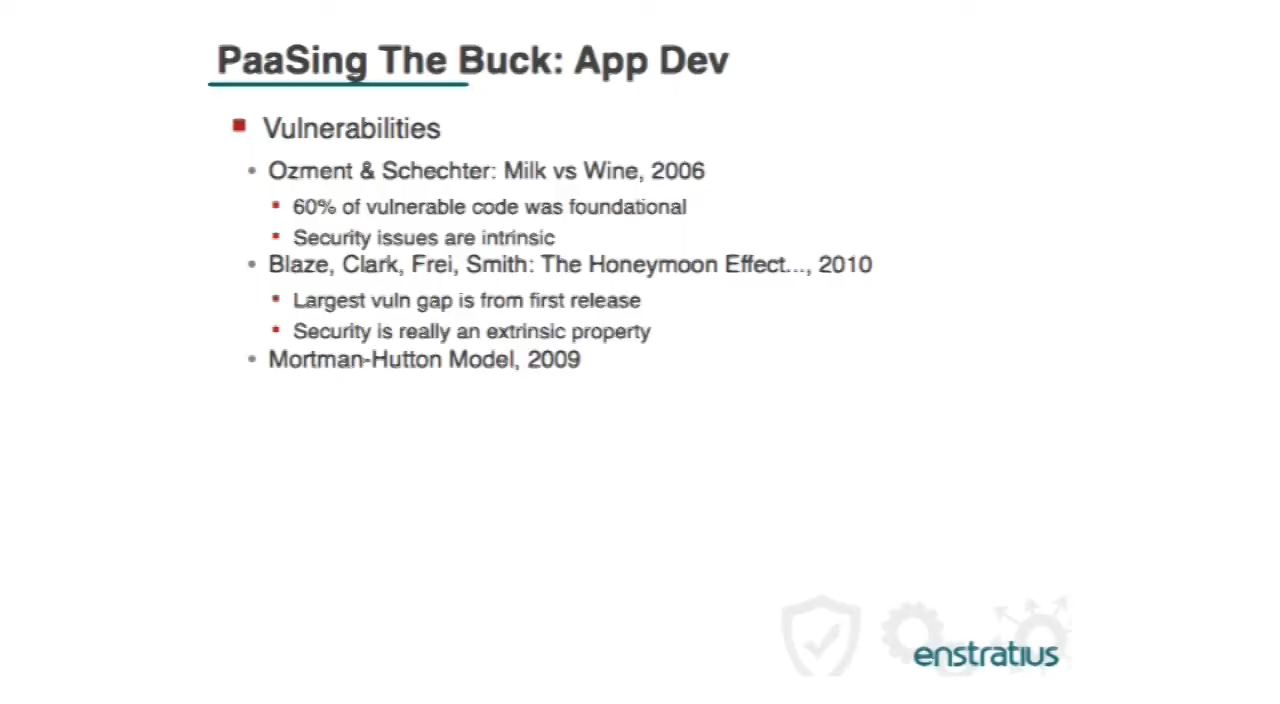 PaaSing The Buck: App Dev
Vulnerabilities
Ozment & Schechter: Milk vs Wine, 2006
60% of vulnerable code was foundational
Security issues are intrinsic
Blaze, Clark, Frei, Smith: The Honeymoon Effect..., 2010
Largest vuln gap is from first release
Security is really an extrinsic property
Mortman-Hutton Model, 2009
enstratius